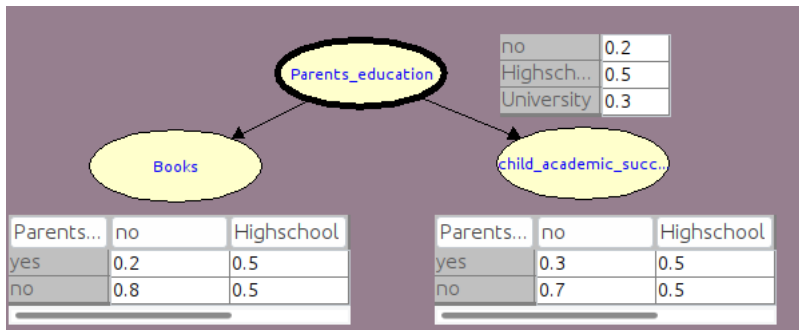 Parents_education
no 0.2
Highsch... 0.5
University 0.3
Books
child_academic_succ...
Parents... no Highschool
yes 0.2 0.5
no 0.8 0.5
Parents... no Highschool
yes 0.3 0.5
no 0.7 0.5